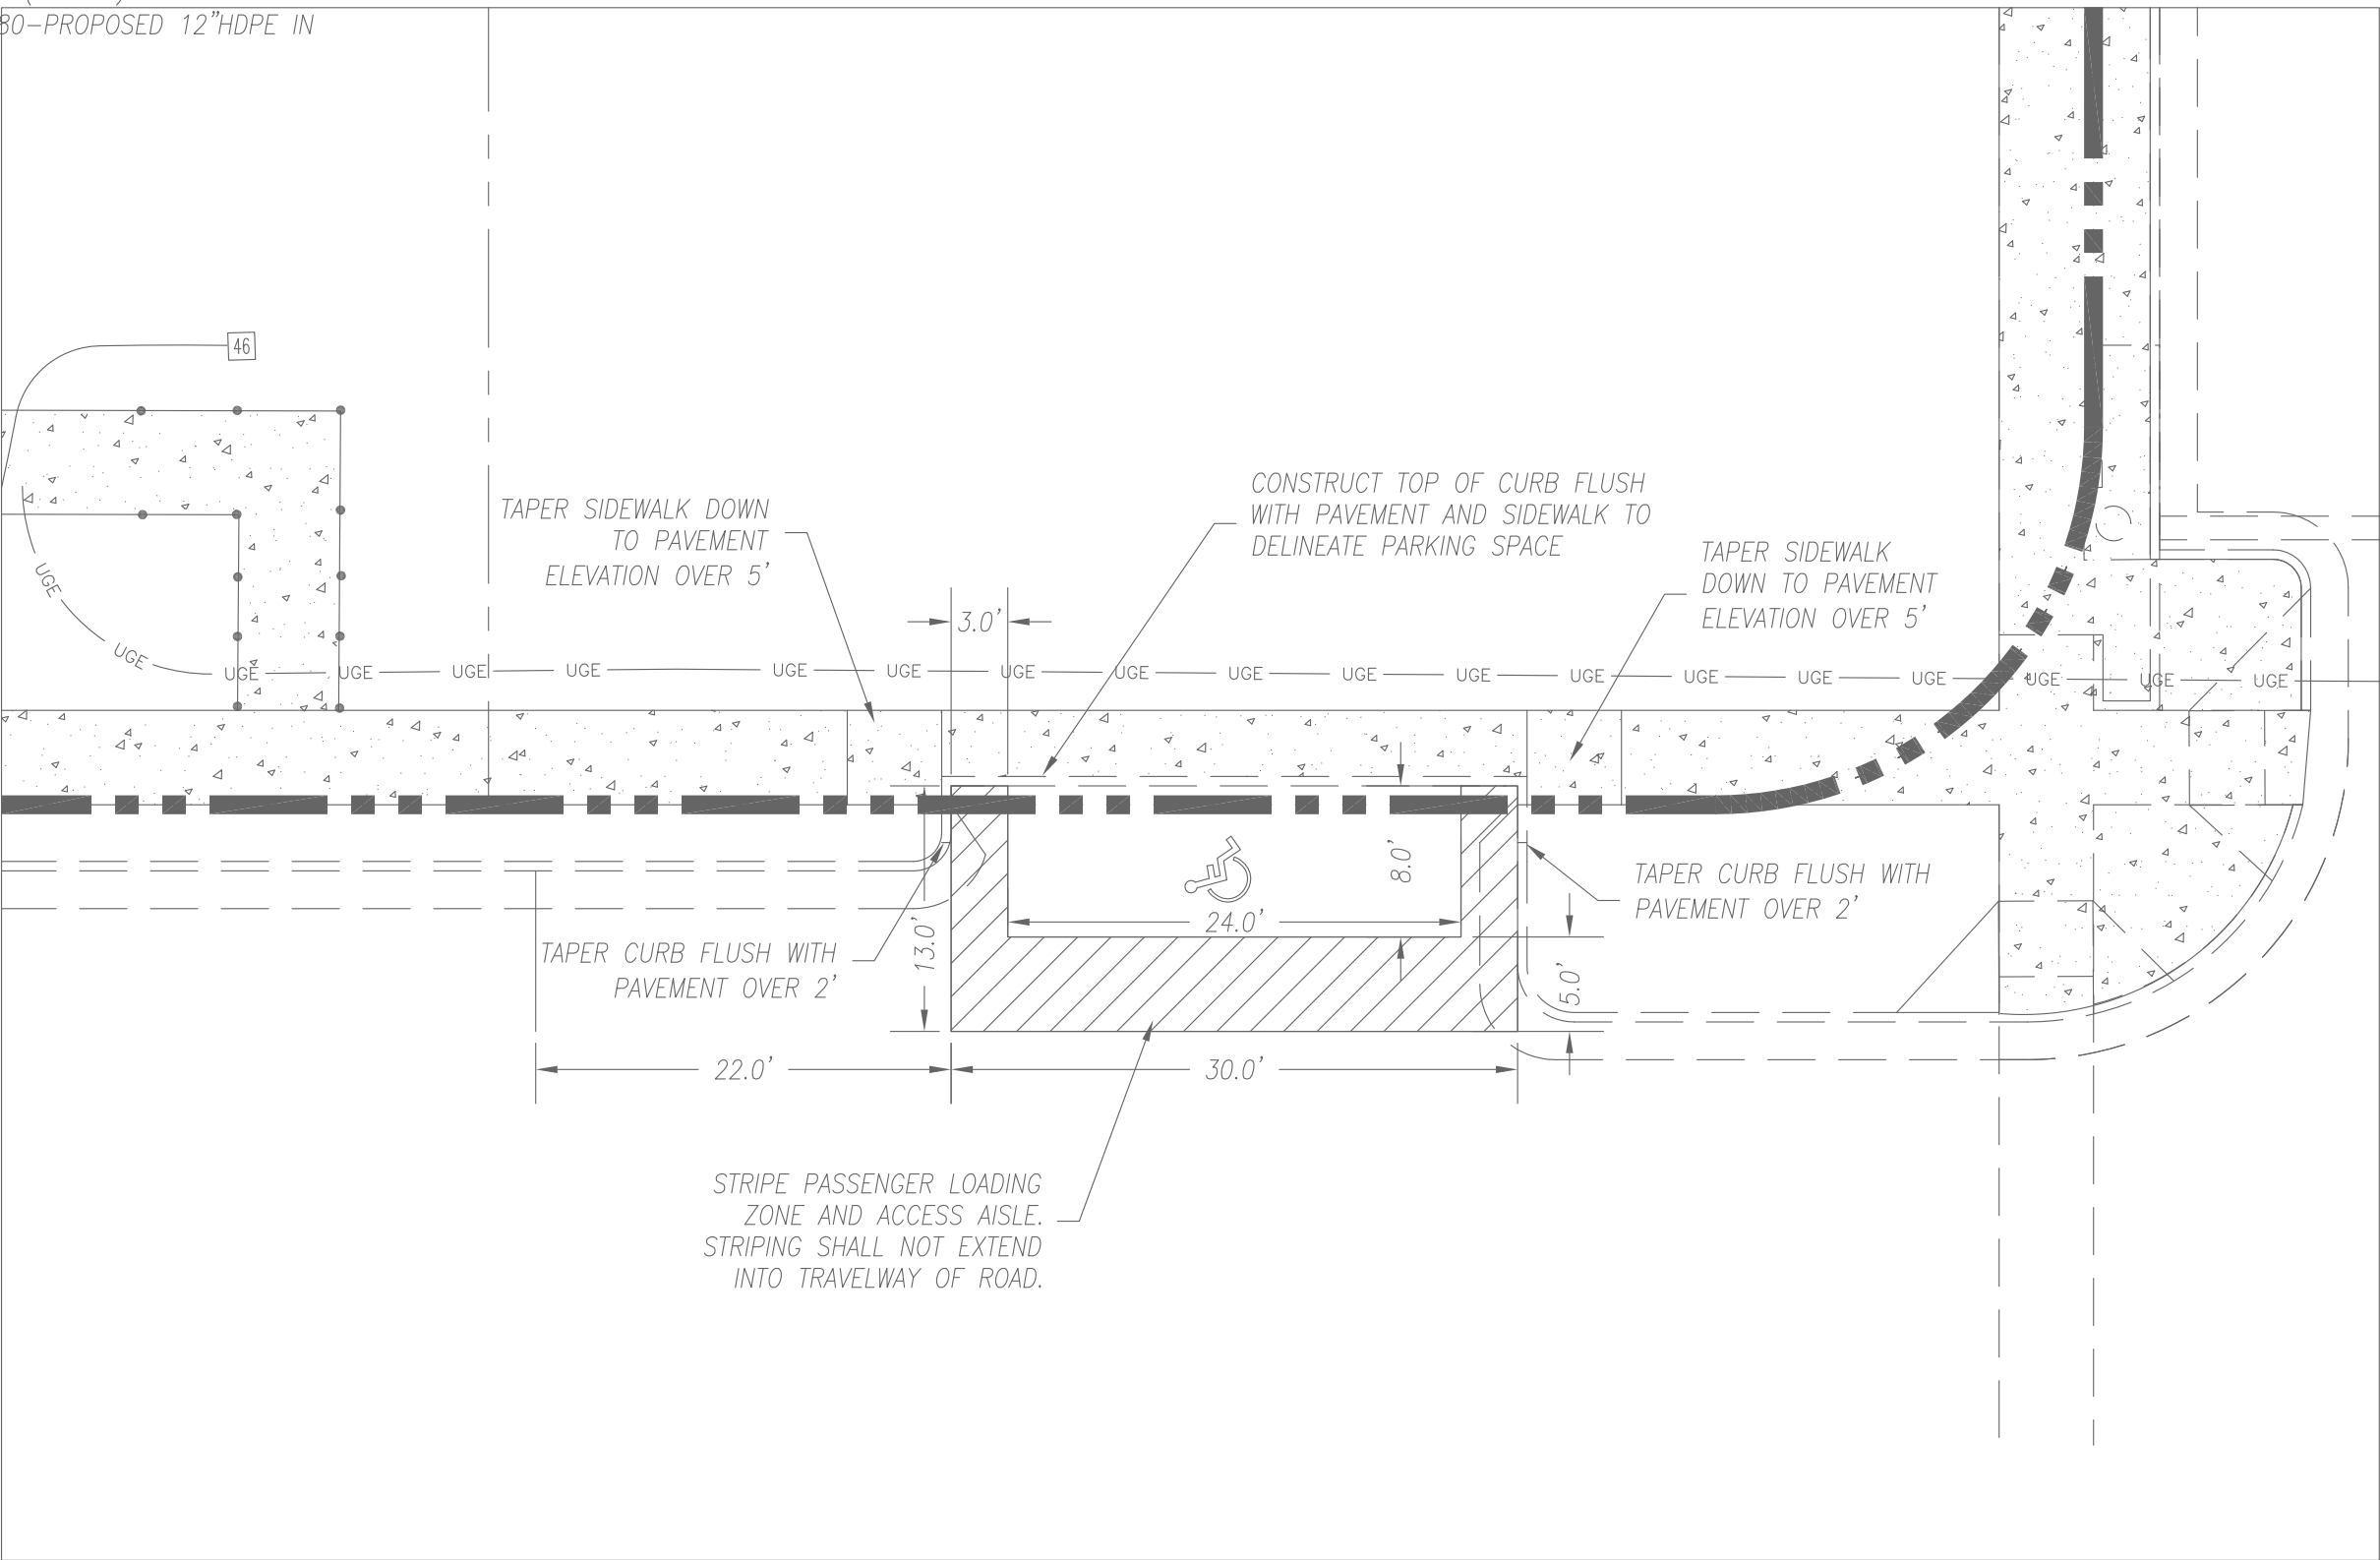 80-PROPOSED 12"HDPE IN
46
TAPER SIDEWALK DOWN
TO PAVEMENT
ELEVATION OVER 5'
CONSTRUCT TOP OF CURB FLUSH
WITH PAVEMENT AND SIDEWALK TO
DELINEATE PARKING SPACE
TAPER SIDEWALK
DOWN TO PAVEMENT
ELEVATION OVER 5'
3.0'
UGE
UGE
UGE UGE UGE UGE UGE UGE UGE UGE UGE UGE UGE UGE UGE UGE UGE UGE UGE UGE
8.0'
TAPER CURB FLUSH WITH
PAVEMENT OVER 2'
24.0'
13.0'
TAPER CURB FLUSH WITH
PAVEMENT OVER 2'
5.0'
22.0'
30.0'
STRIPE PASSENGER LOADING
ZONE AND ACCESS AISLE.
STRIPING SHALL NOT EXTEND
INTO TRAVELWAY OF ROAD.